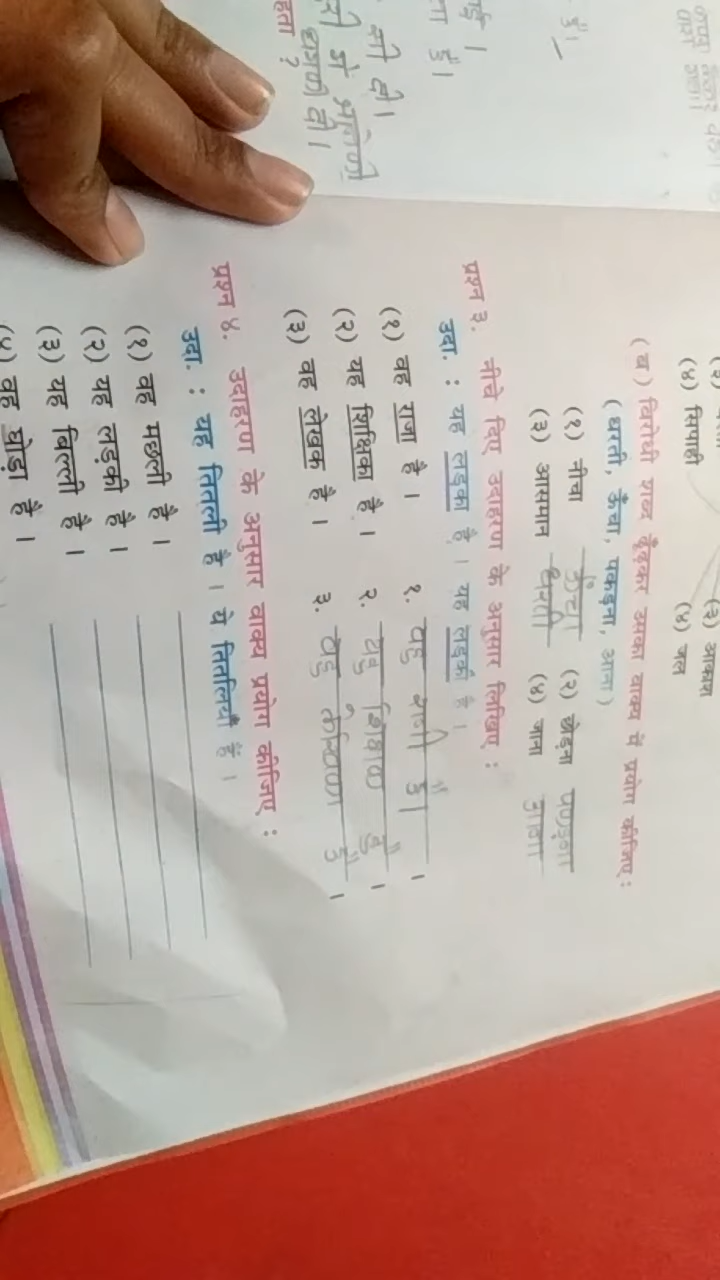 (४) सिपाही (४) जल
(ब) विरोधी शब्द ढूँढ़कर उसका वाक्य में प्रयोग कीजिए :
(धरती, ऊँचा, पकड़ना, आना)
(१) नीचा ऊँचा (२) छोड़ना पकड़ना
(३) आसमान धरती (४) जाना आना
प्रश्न ३. नीचे दिए उदाहरण के अनुसार लिखिए :
उदा. : यह लड़का है। यह लड़की है।
(१) वह राजा है। १. वह रानी है।
(२) यह शिक्षिका है। २. यह शिक्षक है।
(३) वह लेखक है। ३. वह लेखिका है।
प्रश्न ४. उदाहरण के अनुसार वाक्य प्रयोग कीजिए :
उदा. : यह तितली है। ये तितलियाँ हैं।
(१) वह मछली है।
(२) यह लड़की है।
(३) यह बिल्ली है।
(४) वह घोड़ा है।